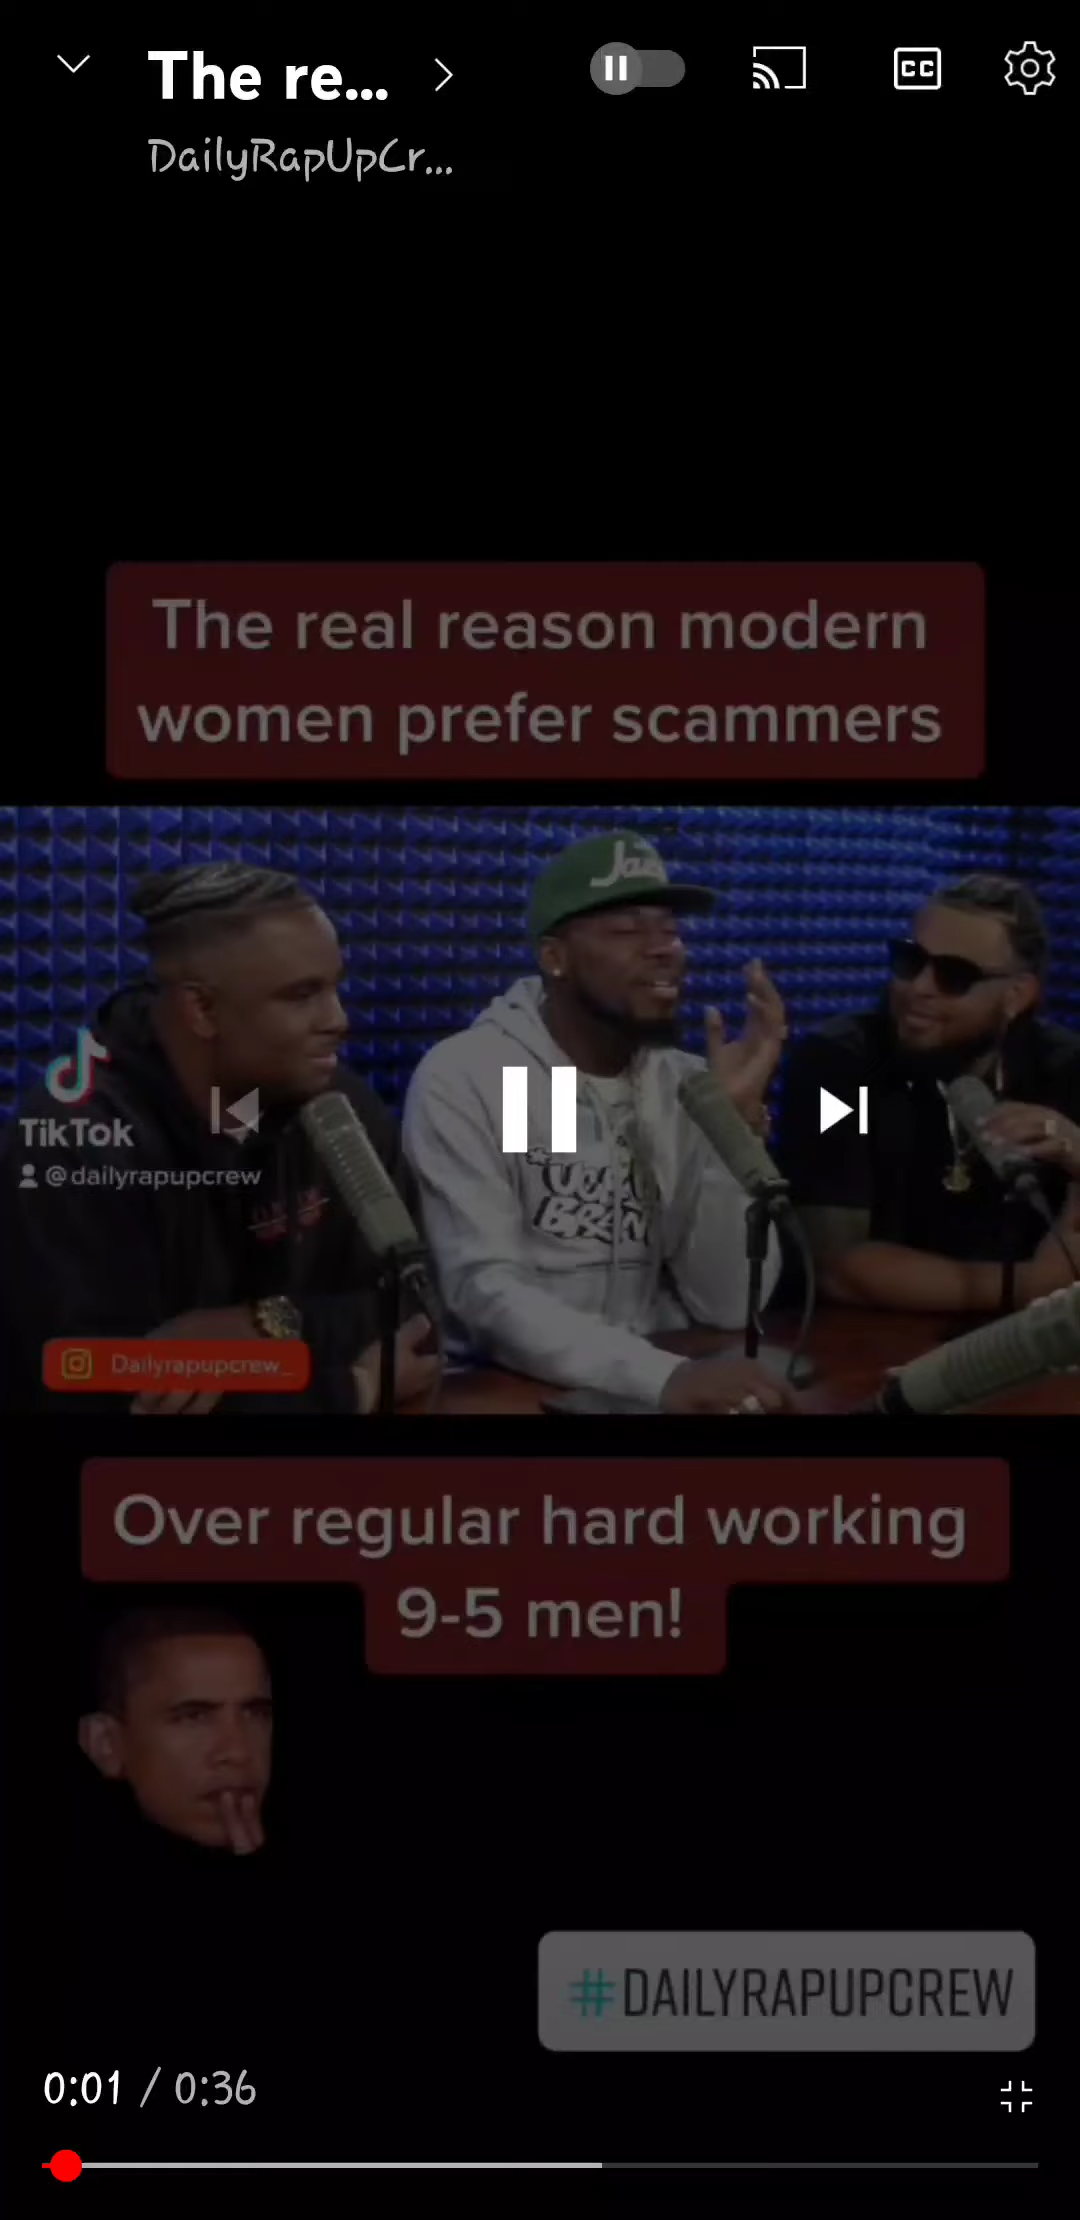 The re...
CC
DailyRapUpCr...
The real reason modern
women prefer scammers
TikTok
@dailyrapupcrew
Dailyrapupcrew_
Over regular hard working
9-5 men!
#DAILYRAPUPCREW
0:01 / 0:36